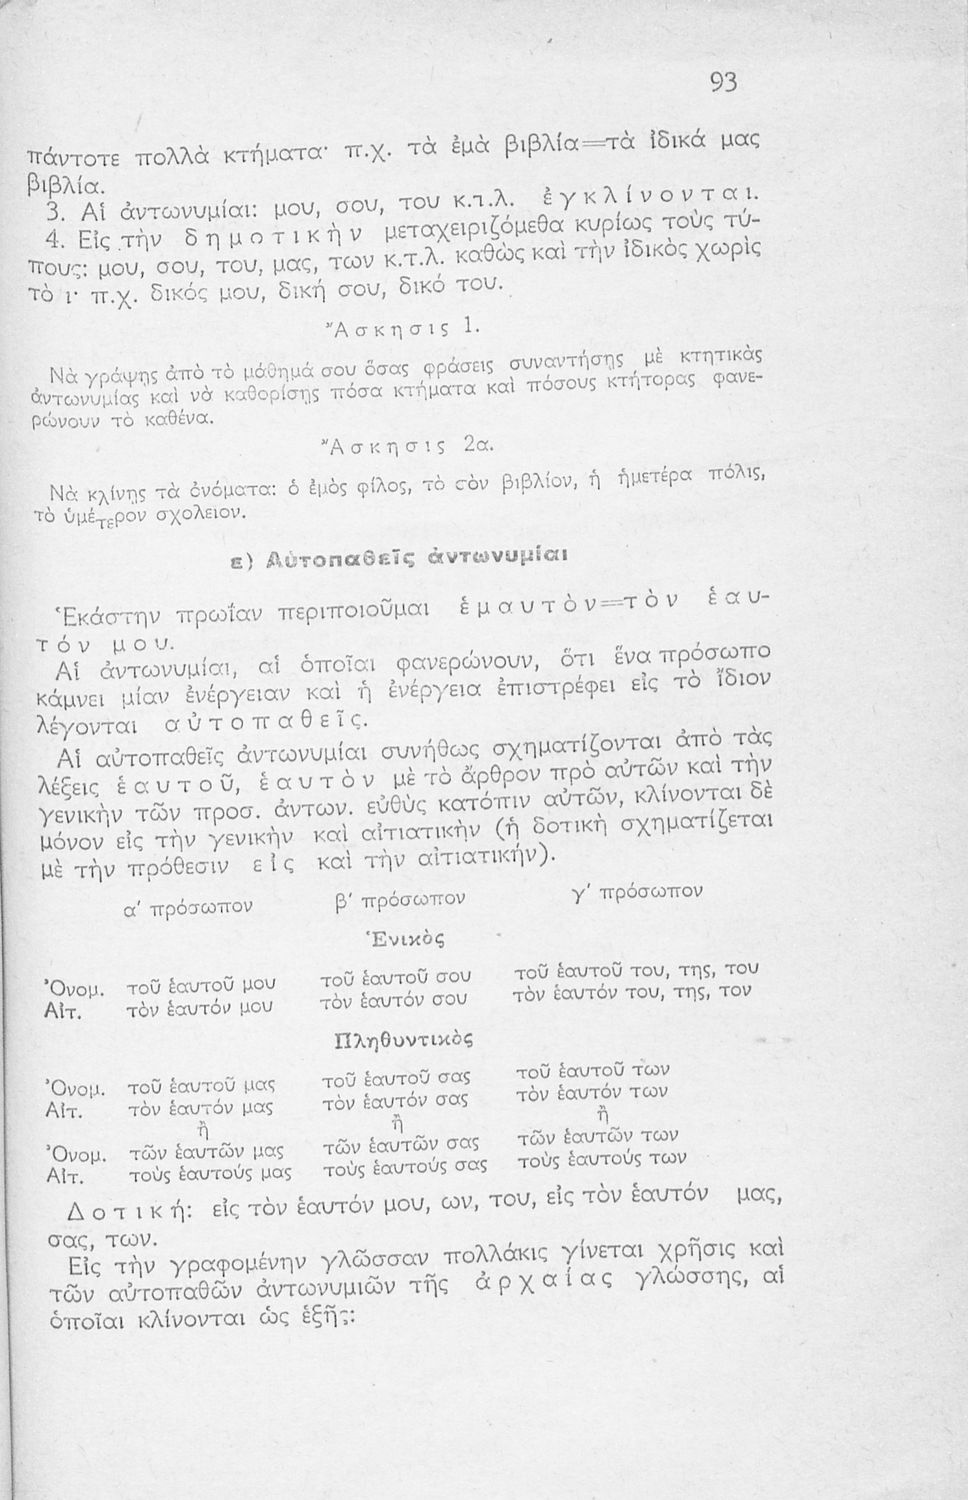 93
πάντοτε πολλὰ κτήματα· π.χ. τὰ ἐμὰ βιβλία=τὰ ἰδικά μας
βιβλία.
3. Αἱ ἀντωνυμίαι: μου, σου, του κ.τ.λ. ἐγκλίνονται.
4. Εἰς τὴν δημοτικὴν μεταχειριζόμεθα κυρίως τοὺς τύ-
πους: μου, σου, του, μας, των κ.τ.λ. καθὼς καὶ τὴν ἰδικὸς χωρὶς
τὸ ι· π.χ. δικός μου, δική σου, δικό του.
Ἄσκησις 1.
Νὰ γράψῃς ἀπὸ τὸ μάθημά σου ὅσας φράσεις συναντήσῃς μὲ κτητικὰς
ἀντωνυμίας καὶ νὰ καθορίσῃς πόσα κτήματα καὶ πόσους κτήτορας φανε-
ρώνουν τὸ καθένα.
Ἄσκησις 2α.
Νὰ κλίνῃς τὰ ὀνόματα: ὁ ἐμὸς φίλος, τὸ σὸν βιβλίον, ἡ ἡμετέρα πόλις,
τὸ ὑμέτερον σχολειον.
ε) Αὐτοπαθεῖς ἀντωνυμίαι
Ἑκάστην πρωΐαν περιποιοῦμαι ἐμαυτὸν=τὸν ἑαυ-
τόν μου.
Αἱ ἀντωνυμίαι, αἱ ὁποῖαι φανερώνουν, ὅτι ἕνα πρόσωπο
κάμνει μίαν ἐνέργειαν καὶ ἡ ἐνέργεια ἐπιστρέφει εἰς τὸ ἴδιον
λέγονται αὐτοπαθεῖς.
Αἱ αὐτοπαθεῖς ἀντωνυμίαι συνήθως σχηματίζονται ἀπὸ τὰς
λέξεις ἑαυτοῦ, ἑαυτὸν μὲ τὸ ἄρθρον πρὸ αὐτῶν καὶ τὴν
γενικὴν τῶν προσ. ἀντων. εὐθὺς κατόπιν αὐτῶν, κλίνονται δὲ
μόνον εἰς τὴν γενικὴν καὶ αἰτιατικὴν (ἡ δοτικὴ σχηματίζεται
μὲ τὴν πρόθεσιν εἰς καὶ τὴν αἰτιατικήν).
α′ πρόσωπον β′ πρόσωπον γ′ πρόσωπον
Ἑνικὸς
Ὀνομ. τοῦ ἑαυτοῦ μου τοῦ ἑαυτοῦ σου τοῦ ἑαυτοῦ του, της, του
Αἰτ. τὸν ἑαυτόν μου τὸν ἑαυτόν σου τὸν ἑαυτόν του, της, τον
Πληθυντικὸς
Ὀνομ. τοῦ ἑαυτοῦ μας τοῦ ἑαυτοῦ σας τοῦ ἑαυτοῦ των
Αἰτ. τὸν ἑαυτόν μας τὸν ἑαυτόν σας τὸν ἑαυτόν των
ἢ ἢ ἢ
Ὀνομ. τῶν ἑαυτῶν μας τῶν ἑαυτῶν σας τῶν ἑαυτῶν των
Αἰτ. τοὺς ἑαυτούς μας τοὺς ἑαυτούς σας τοὺς ἑαυτούς των
Δοτική: εἰς τὸν ἑαυτόν μου, ων, του, εἰς τὸν ἑαυτόν μας,
σας, των.
Εἰς τὴν γραφομένην γλῶσσαν πολλάκις γίνεται χρῆσις καὶ
τῶν αὐτοπαθῶν ἀντωνυμιῶν τῆς ἀρχαίας γλώσσης, αἱ
ὁποῖαι κλίνονται ὡς ἑξῆς: